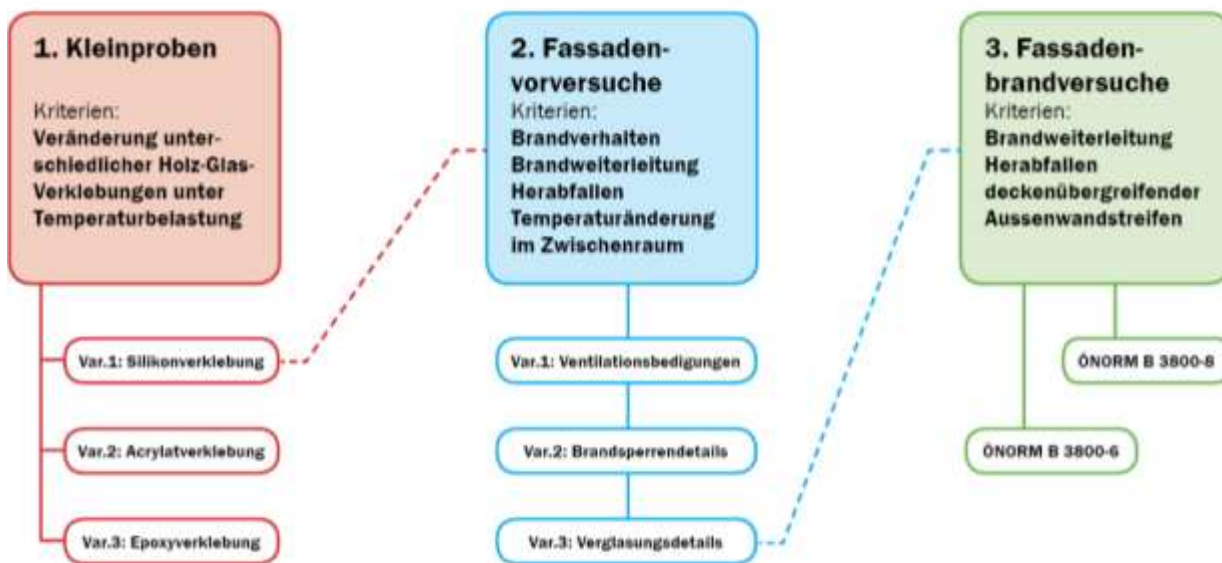 1. Kleinproben
Kriterien:
Veränderung unter-
schiedlicher Holz-Glas-
Verklebungen unter
Temperaturbelastung
Var.1: Silikonverklebung
Var.2: Acrylatverklebung
Var.3: Epoxyverklebung
2. Fassaden-
vorversuche
Kriterien:
Brandverhalten
Brandweiterleitung
Herabfallen
Temperaturänderung
im Zwischenraum
Var.1: Ventilationsbedigungen
Var.2: Brandsperrendetails
Var.3: Verglasungsdetails
3. Fassaden-
brandversuche
Kriterien:
Brandweiterleitung
Herabfallen
deckenübergreifender
Aussenwandstreifen
ÖNORM B 3800-8
ÖNORM B 3800-6